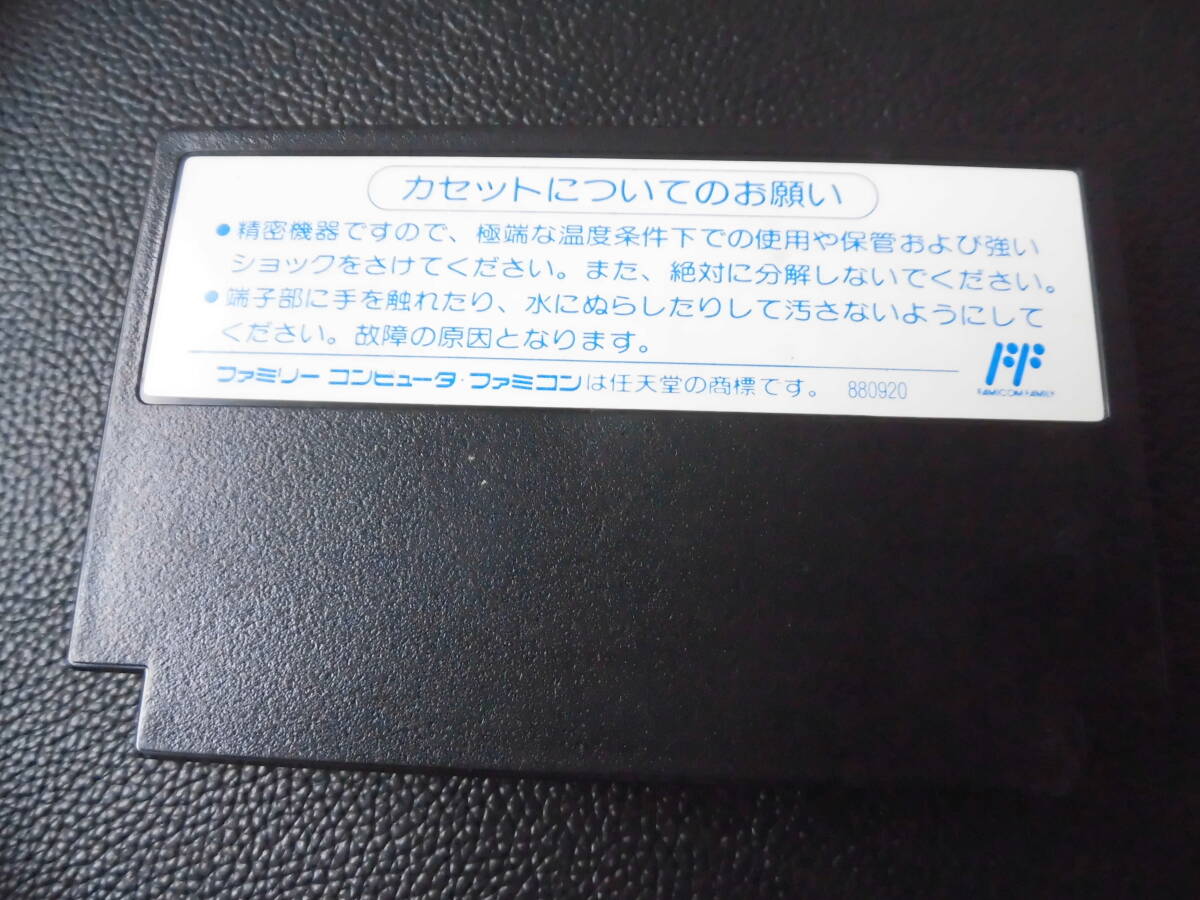 カセットについてのお願い
●精密機器ですので、極端な温度条件下での使用や保管および強い
ショックをさけてください。また、絶対に分解しないでください。
●端子部に手を触れたり、水にぬらしたりして汚さないようにして
ください。故障の原因となります。
ファミリー コンピュータ・ファミコンは任天堂の商標です。 880920
FAMICOM FAMILY